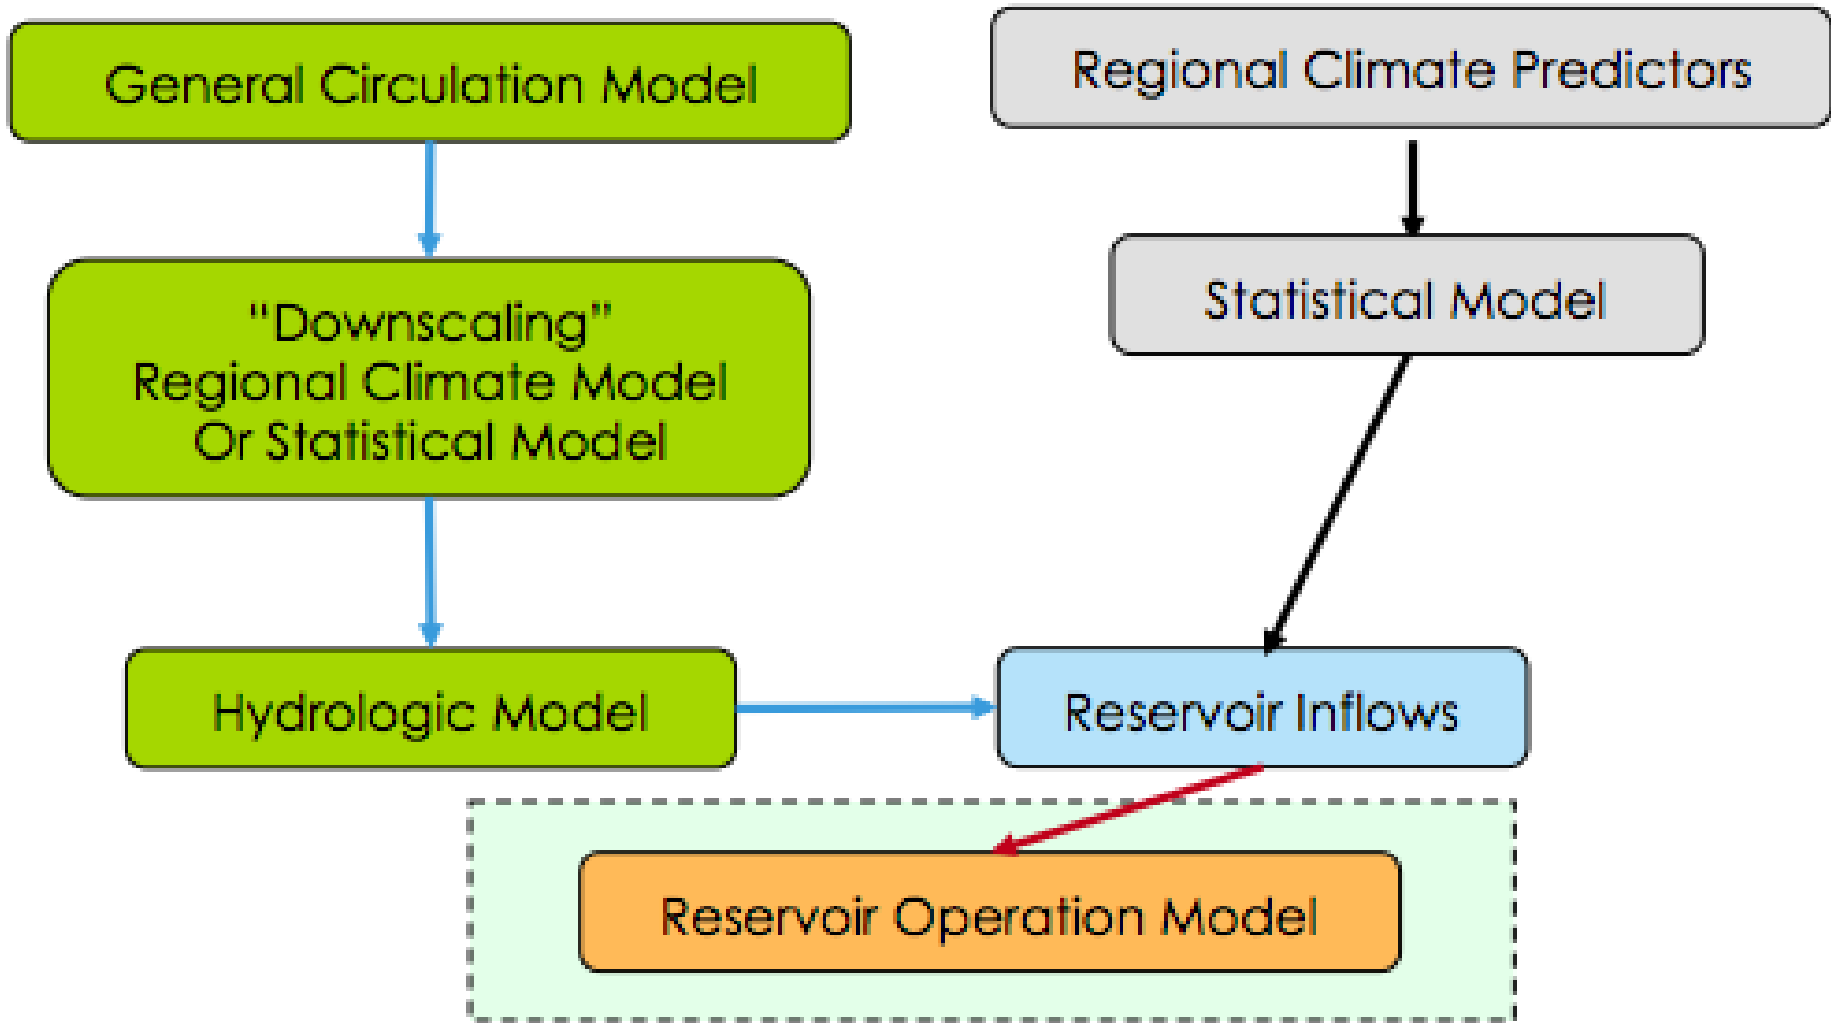 General Circulation Model
Regional Climate Predictors
"Downscaling"
Regional Climate Model
Or Statistical Model
Statistical Model
Hydrologic Model
Reservoir Inflows
Reservoir Operation Model